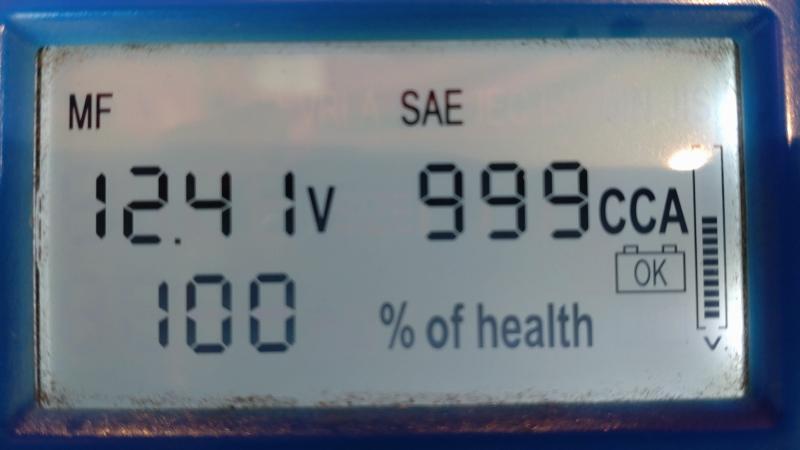 MF SAE
12.41V 999CCA
OK
100 % of health
V